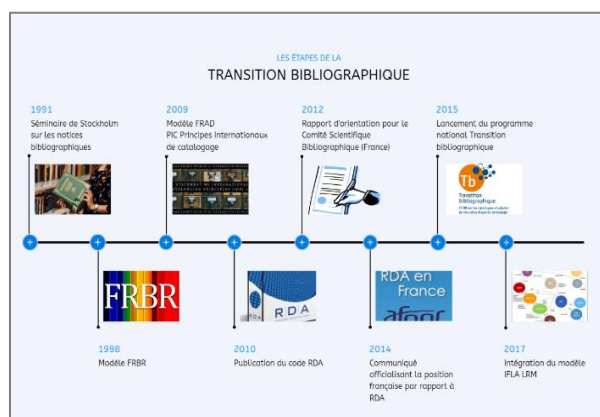 LES ÉTAPES DE LA
TRANSITION BIBLIOGRAPHIQUE
1991
Séminaire de Stockholm
sur les notices
bibliographiques
2009
Modèle FRAD
PIC Principes Internationaux
de catalogage
2012
Rapport d'orientation pour le
Comité Scientifique
Bibliographique (France)
2015
Lancement du programme
national Transition
bibliographique
Tb
Transition
bibliographique
FRBR
RDA
RDA en
France
afnor
1998
Modèle FRBR
2010
Publication du code RDA
2014
Communiqué
officialisant la position
française par rapport à
RDA
2017
Intégration du modèle
IFLA LRM